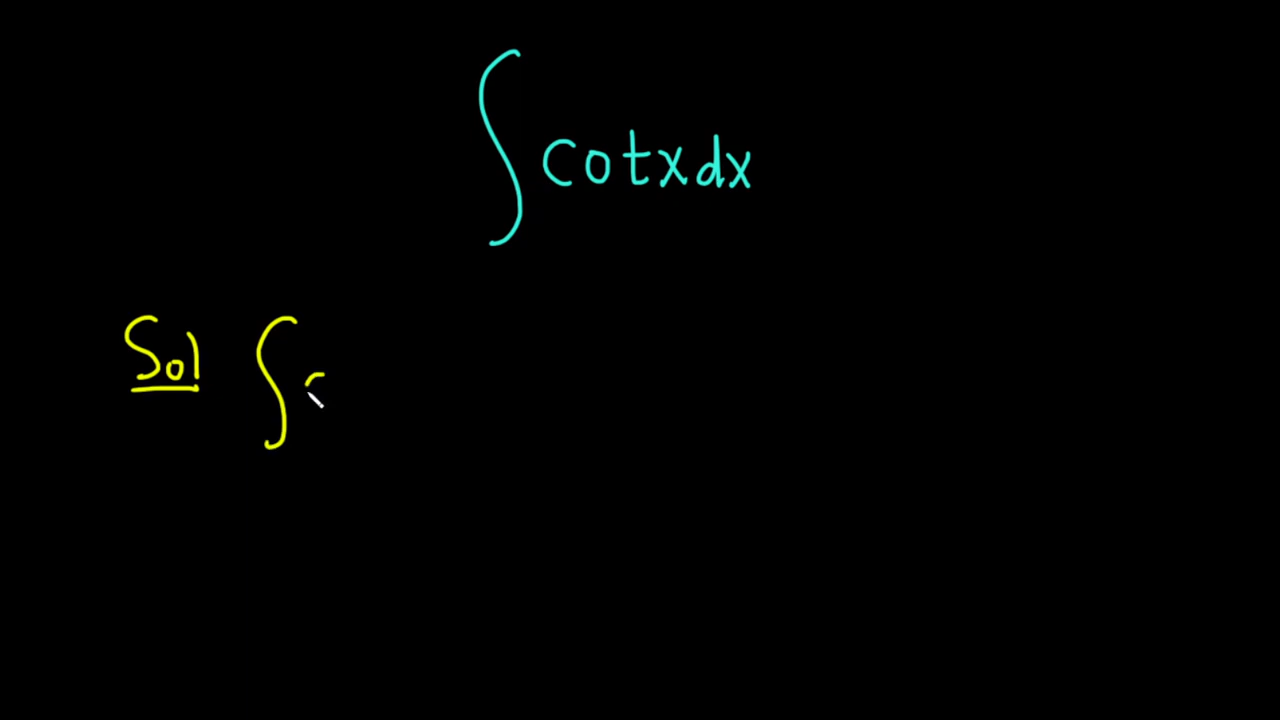 ∫ cotx dx
Sol ∫